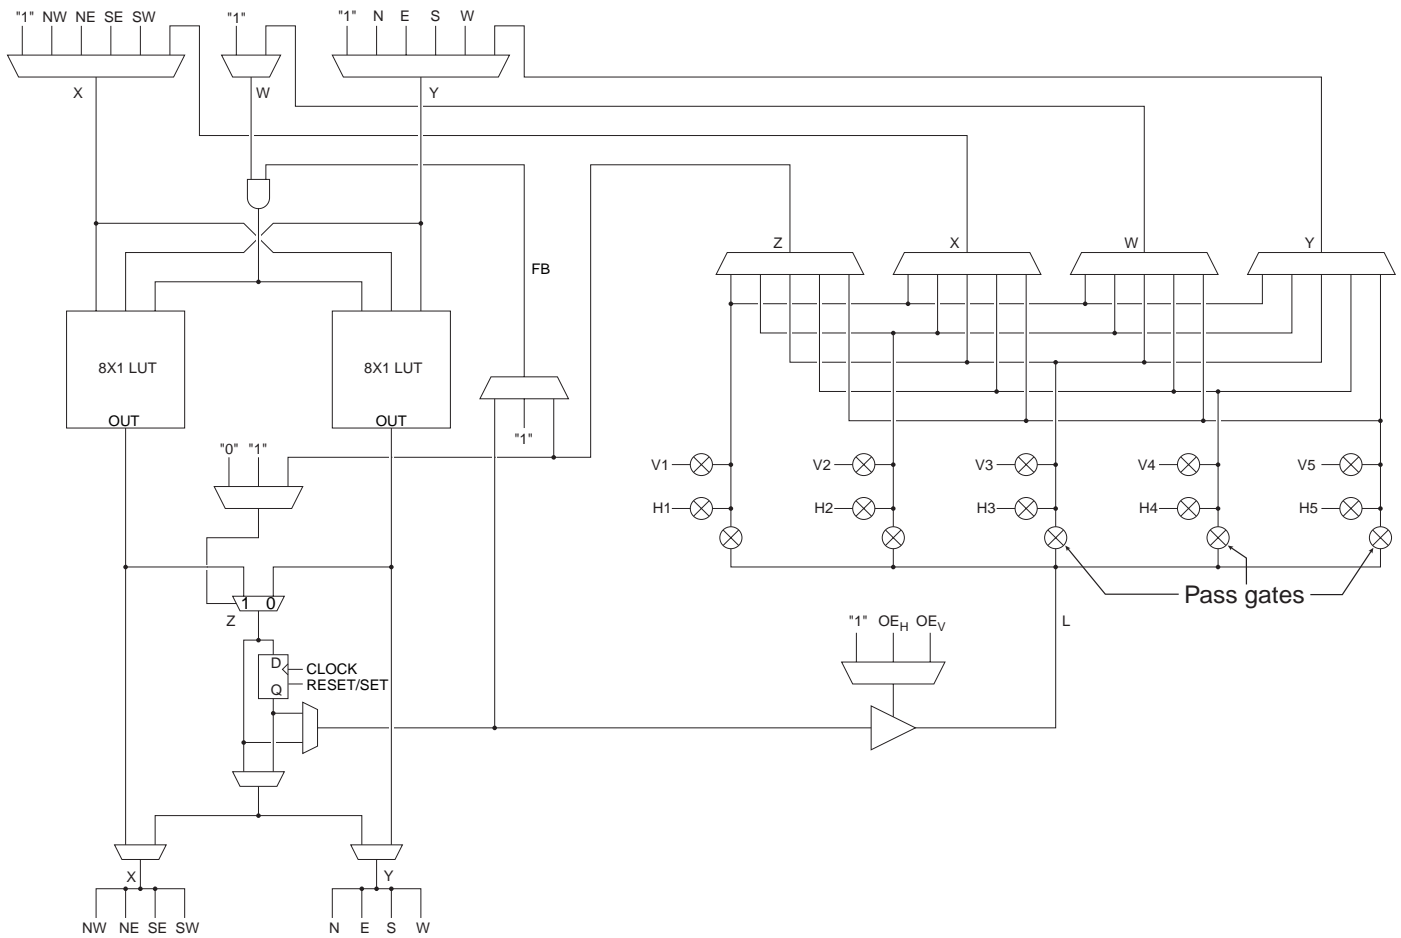 "1" NW NE SE SW "1" "1" N E S W
X W Y
Z X W Y
FB
8X1 LUT 8X1 LUT
OUT OUT
"1"
"0" "1"
V1 V2 V3 V4 V5
H1 H2 H3 H4 H5
Pass gates
1 0
Z
"1" OEH OEV
L
D
CLOCK
Q
RESET/SET
X Y
NW NE SE SW N E S W